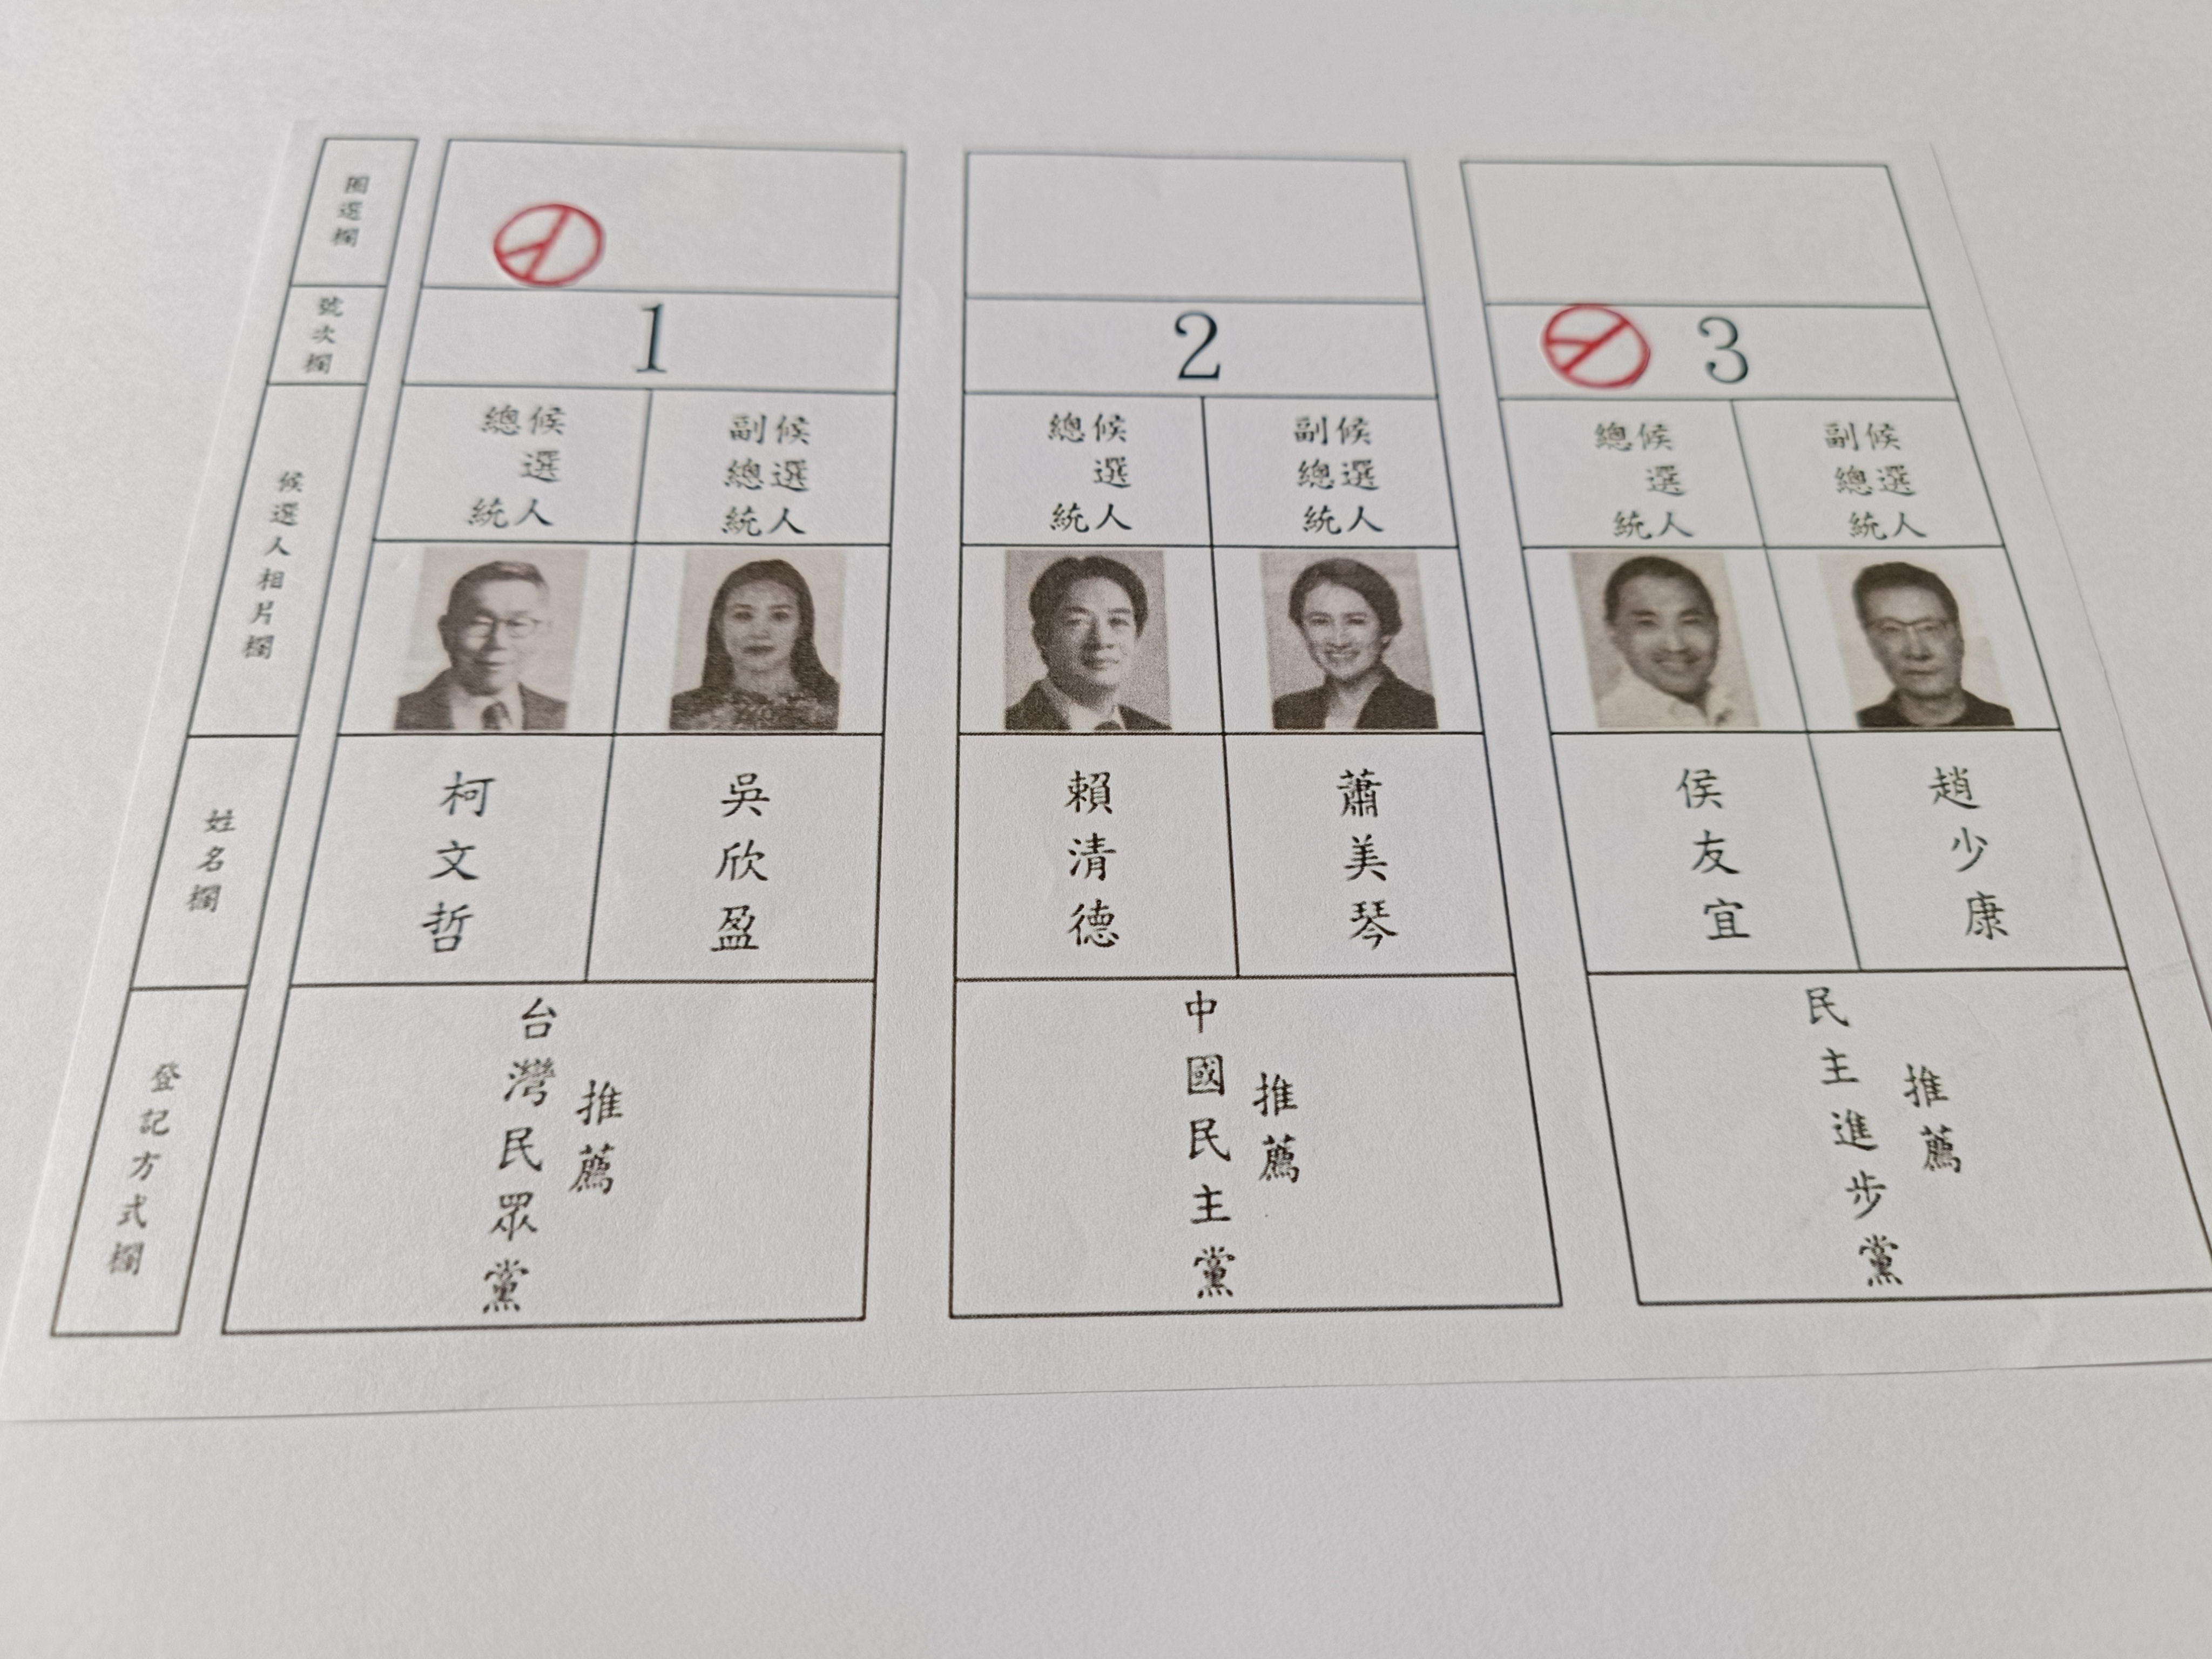 圈選欄
號次欄
候選人相片欄
姓名欄
登記方式欄
1
總統候選人
副總統候選人
柯文哲
吳欣盈
台灣民眾黨
推薦
2
總統候選人
副總統候選人
賴清德
蕭美琴
中國民主黨
推薦
3
總統候選人
副總統候選人
侯友宜
趙少康
民主進步黨
推薦